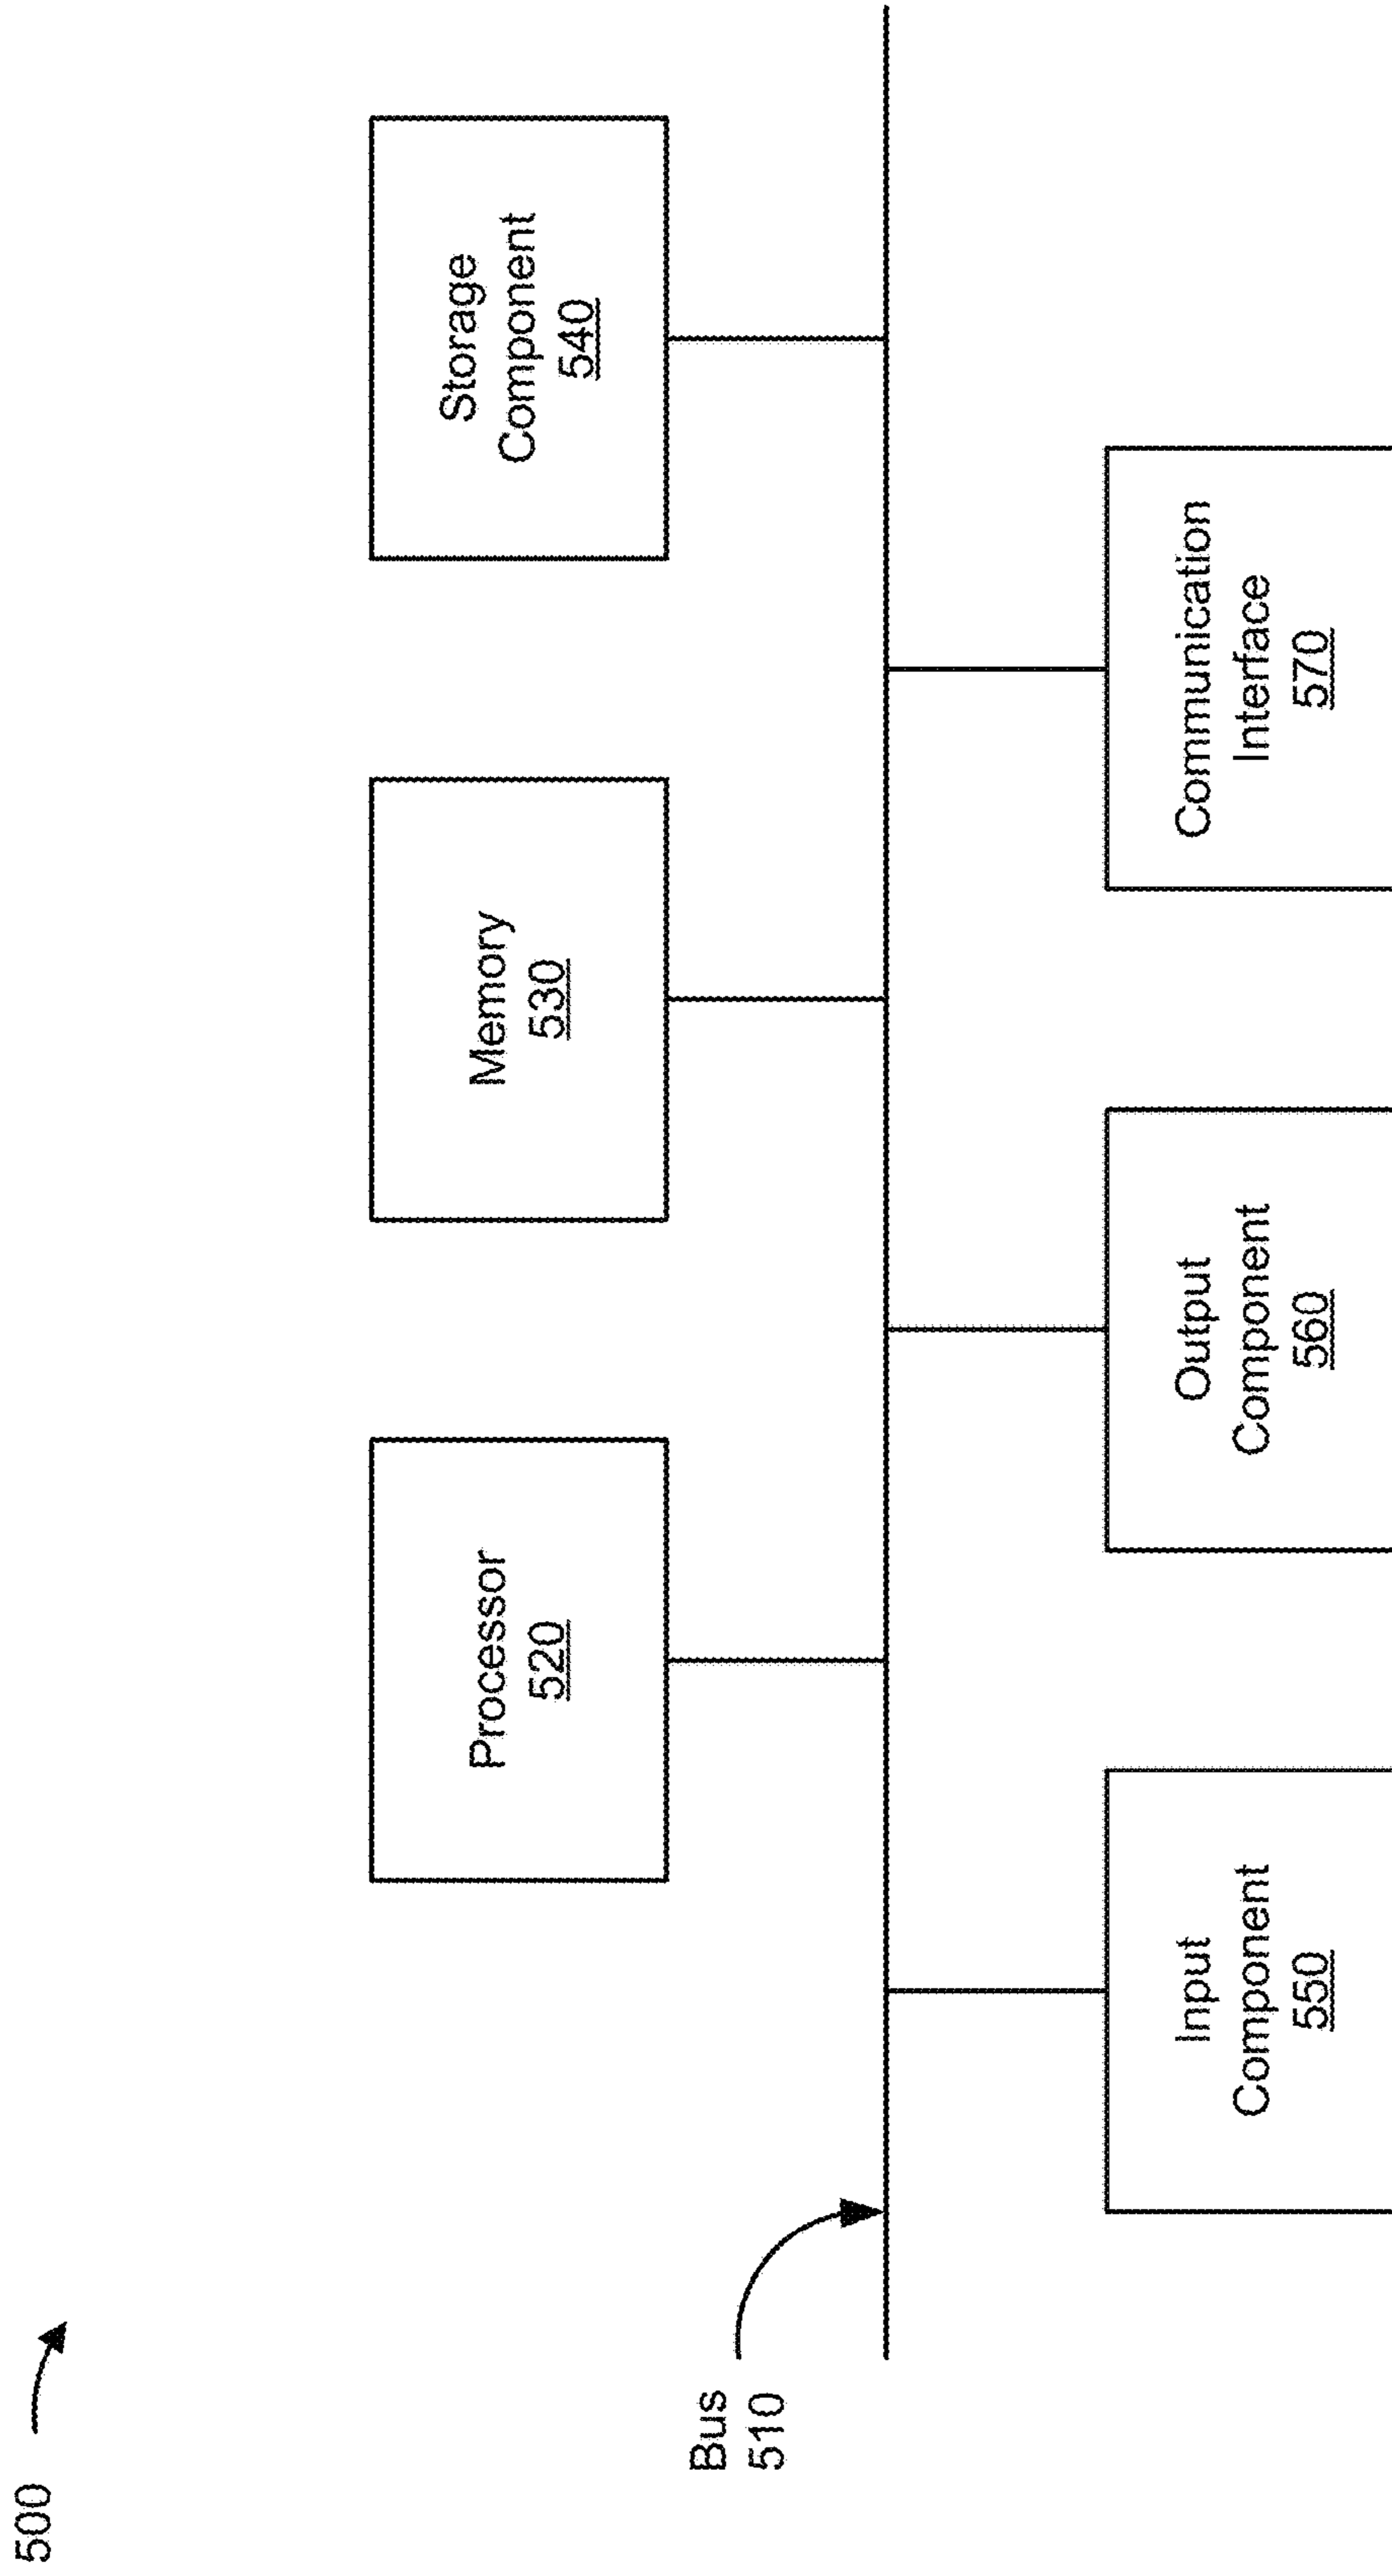 500
Bus
510
Processor
520
Memory
530
Storage
Component
540
Input
Component
550
Output
Component
560
Communication
Interface
570